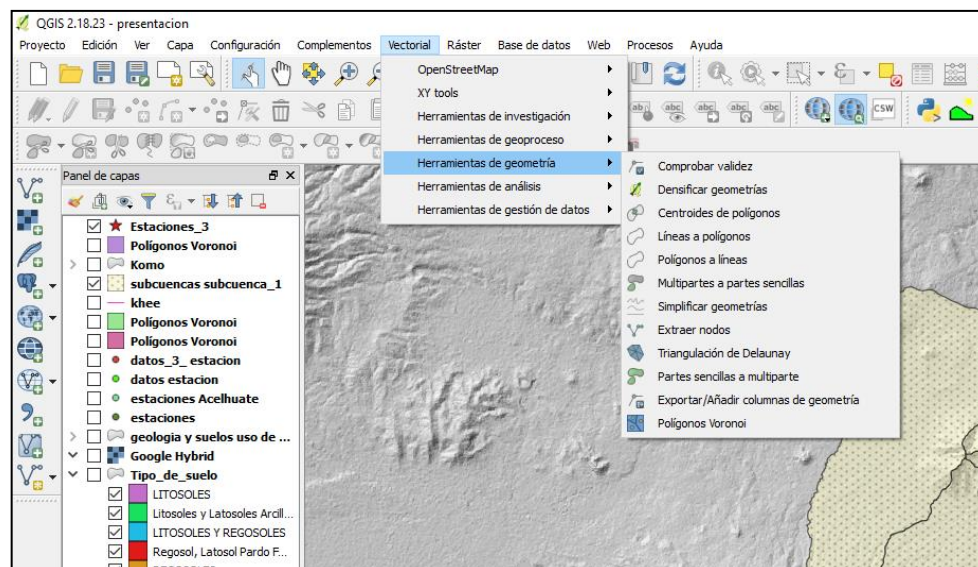 QGIS 2.18.23 - presentacion
Proyecto Edición Ver Capa Configuración Complementos Vectorial Ráster Base de datos Web Procesos Ayuda
OpenStreetMap
XY tools
Herramientas de investigación
Herramientas de geoproceso
Herramientas de geometría
Herramientas de análisis
Herramientas de gestión de datos
abc abc abc abc CSW
Comprobar validez
Densificar geometrías
Centroides de polígonos
Líneas a polígonos
Polígonos a líneas
Multipartes a partes sencillas
Simplificar geometrías
Extraer nodos
Triangulación de Delaunay
Partes sencillas a multiparte
Exportar/Añadir columnas de geometría
Polígonos Voronoi
Panel de capas
Estaciones_3
Polígonos Voronoi
Komo
subcuencas subcuenca_1
khee
Polígonos Voronoi
Polígonos Voronoi
datos_3_ estacion
datos estacion
estaciones Acelhuate
estaciones
geologia y suelos uso de ...
Google Hybrid
Tipo_de_suelo
LITOSOLES
Litosoles y Latosoles Arcill...
LITOSOLES Y REGOSOLES
Regosol, Latosol Pardo F...